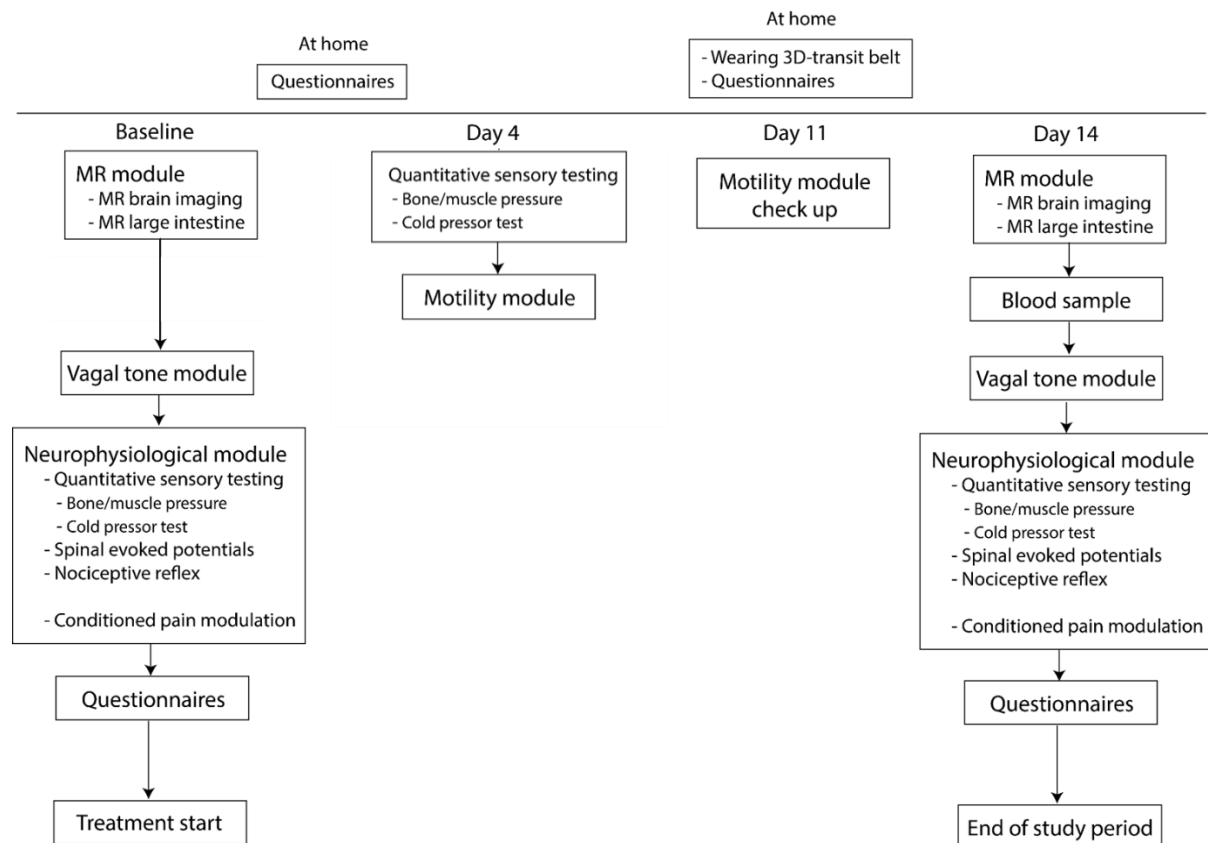 At home
Questionnaires
At home
- Wearing 3D-transit belt
- Questionnaires
Baseline
MR module
- MR brain imaging
- MR large intestine
Vagal tone module
Neurophysiological module
- Quantitative sensory testing
- Bone/muscle pressure
- Cold pressor test
- Spinal evoked potentials
- Nociceptive reflex
- Conditioned pain modulation
Questionnaires
Treatment start
Day 4
Quantitative sensory testing
- Bone/muscle pressure
- Cold pressor test
Motility module
Day 11
Motility module
check up
Day 14
MR module
- MR brain imaging
- MR large intestine
Blood sample
Vagal tone module
Neurophysiological module
- Quantitative sensory testing
- Bone/muscle pressure
- Cold pressor test
- Spinal evoked potentials
- Nociceptive reflex
- Conditioned pain modulation
Questionnaires
End of study period